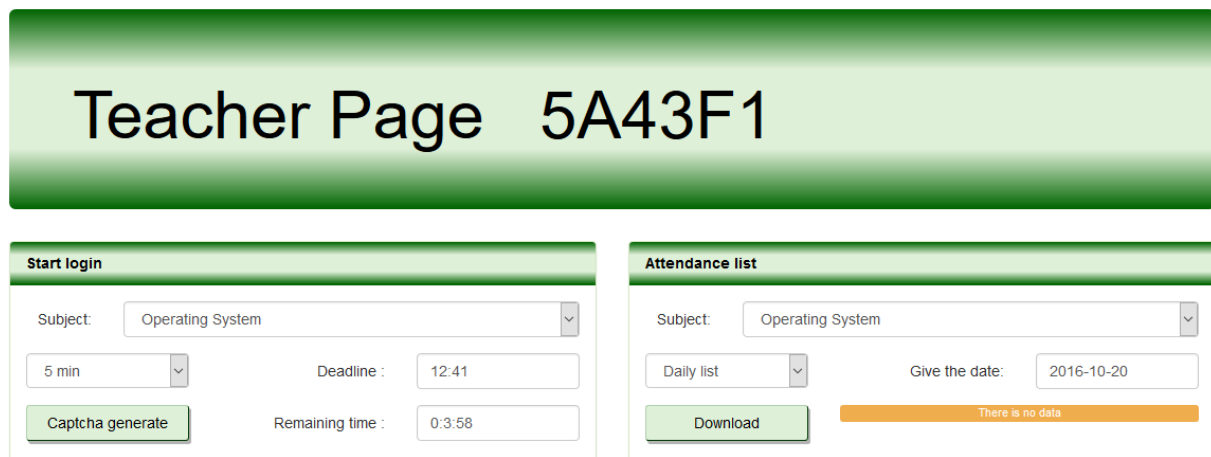 Teacher Page 5A43F1
Start login
Subject: Operating System
5 min Deadline : 12:41
Captcha generate Remaining time : 0:3:58
Attendance list
Subject: Operating System
Daily list Give the date: 2016-10-20
Download There is no data